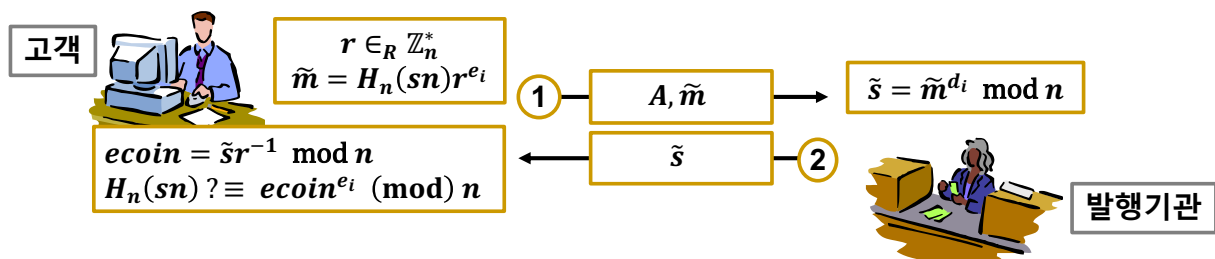 고객
r ∈_R ℤ_n^*
m̃ = H_n(sn)r^{e_i}
1
A, m̃
s̃ = m̃^{d_i} mod n
ecoin = s̃r^{-1} mod n
H_n(sn) ?≡ ecoin^{e_i} (mod) n
s̃
2
발행기관